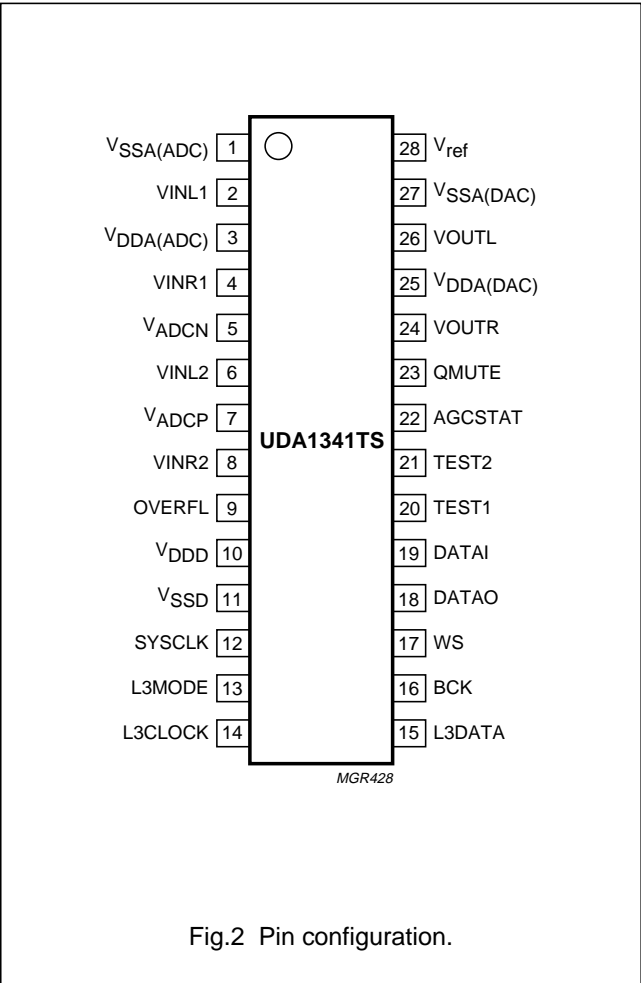 VSSA(ADC) 1 28 Vref
VINL1 2 27 VSSA(DAC)
VDDA(ADC) 3 26 VOUTL
VINR1 4 25 VDDA(DAC)
VADCN 5 24 VOUTR
VINL2 6 23 QMUTE
VADCP 7 22 AGCSTAT
UDA1341TS
VINR2 8 21 TEST2
OVERFL 9 20 TEST1
VDDD 10 19 DATAI
VSSD 11 18 DATAO
SYSCLK 12 17 WS
L3MODE 13 16 BCK
L3CLOCK 14 15 L3DATA
MGR428
Fig.2 Pin configuration.